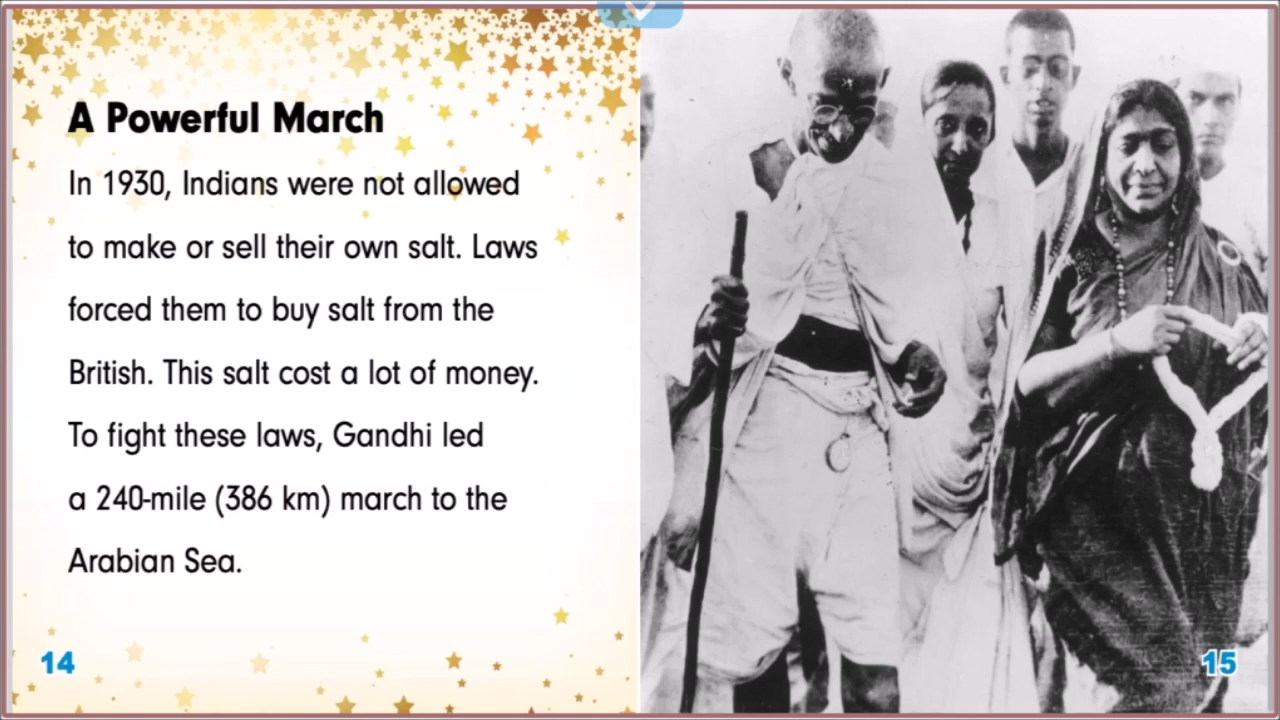 A Powerful March
In 1930, Indians were not allowed
to make or sell their own salt. Laws
forced them to buy salt from the
British. This salt cost a lot of money.
To fight these laws, Gandhi led
a 240-mile (386 km) march to the
Arabian Sea.
14
15